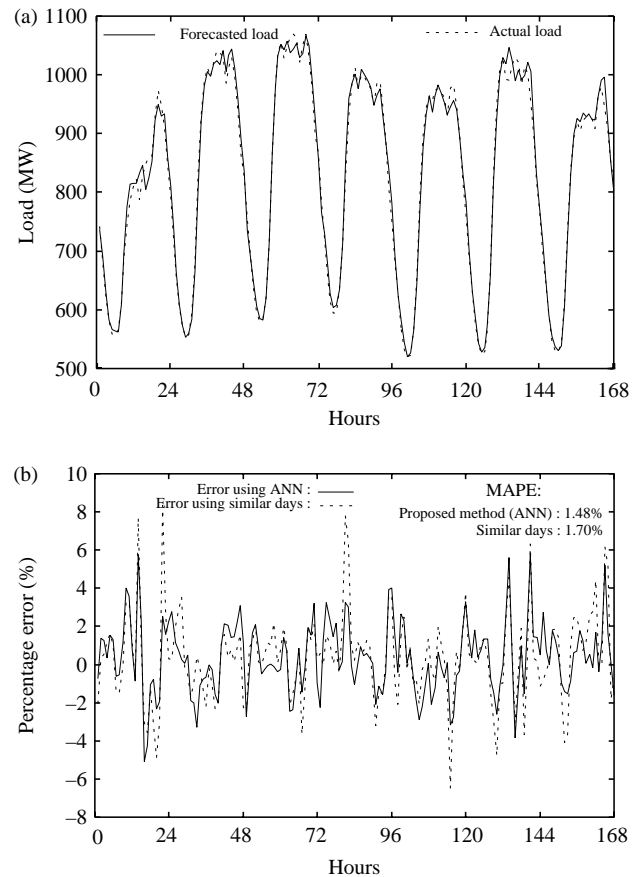 (a)
1100
Forecasted load
Actual load
1000
900
800
700
600
500
Load (MW)
0 24 48 72 96 120 144 168
Hours
(b)
10
8
6
4
2
0
−2
−4
−6
−8
Percentage error (%)
Error using ANN :
Error using similar days :
MAPE:
Proposed method (ANN) : 1.48%
Similar days : 1.70%
0 24 48 72 96 120 144 168
Hours